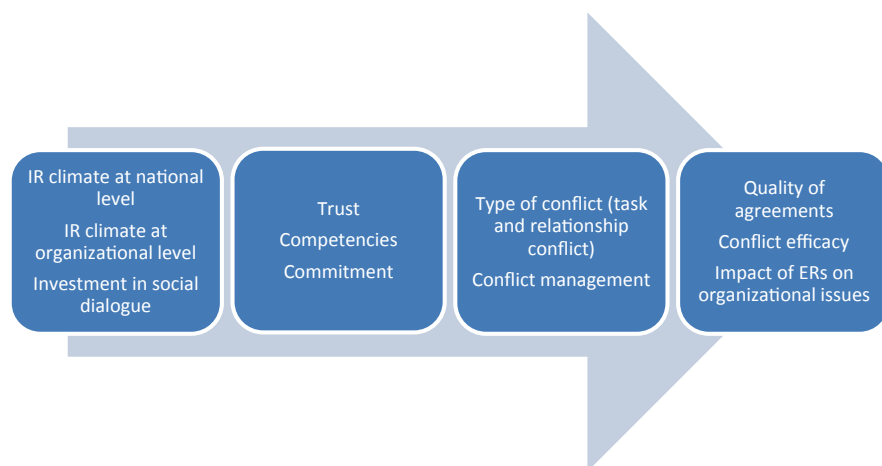 IR climate at national
level
IR climate at
organizational level
Investment in social
dialogue
Trust
Competencies
Commitment
Type of conflict (task
and relationship
conflict)
Conflict management
Quality of
agreements
Conflict efficacy
Impact of ERs on
organizational issues